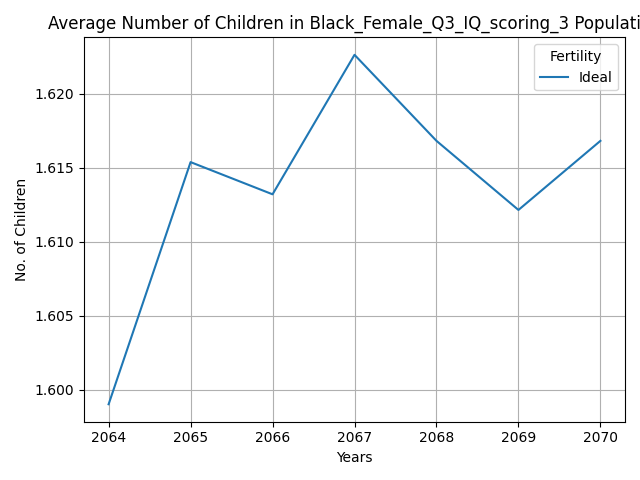 Average Number of Children in Black_Female_Q3_IQ_scoring_3 Populati
Fertility
Ideal
1.620
1.615
1.610
1.605
1.600
No. of Children
2064 2065 2066 2067 2068 2069 2070
Years